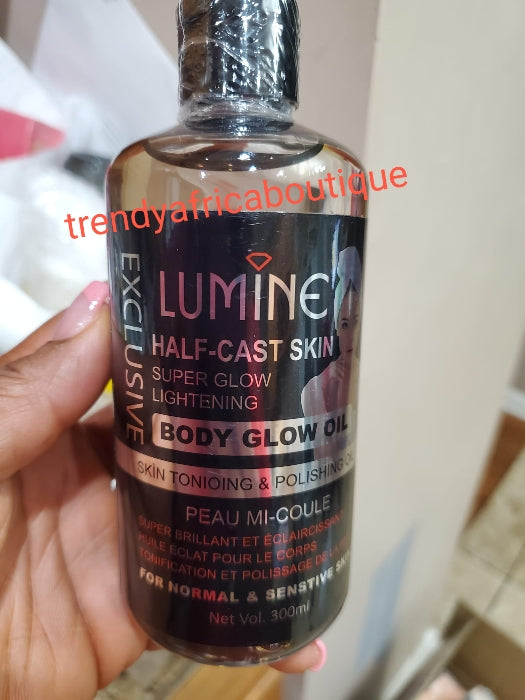 trendyafricaboutique
EXCLUSIVE
LUMINE
HALF-CAST SKIN
SUPER GLOW
LIGHTENING
BODY GLOW OIL
SKIN TONIOING & POLISHING OIL
PEAU MI-COULE
SUPER BRILLANT ET ÉCLAIRCISSANT
HUILE ÉCLAT POUR LE CORPS
TONIFICATION ET POLISSAGE DE LA
FOR NORMAL & SENSTIVE SKIN
Net Vol. 300ml